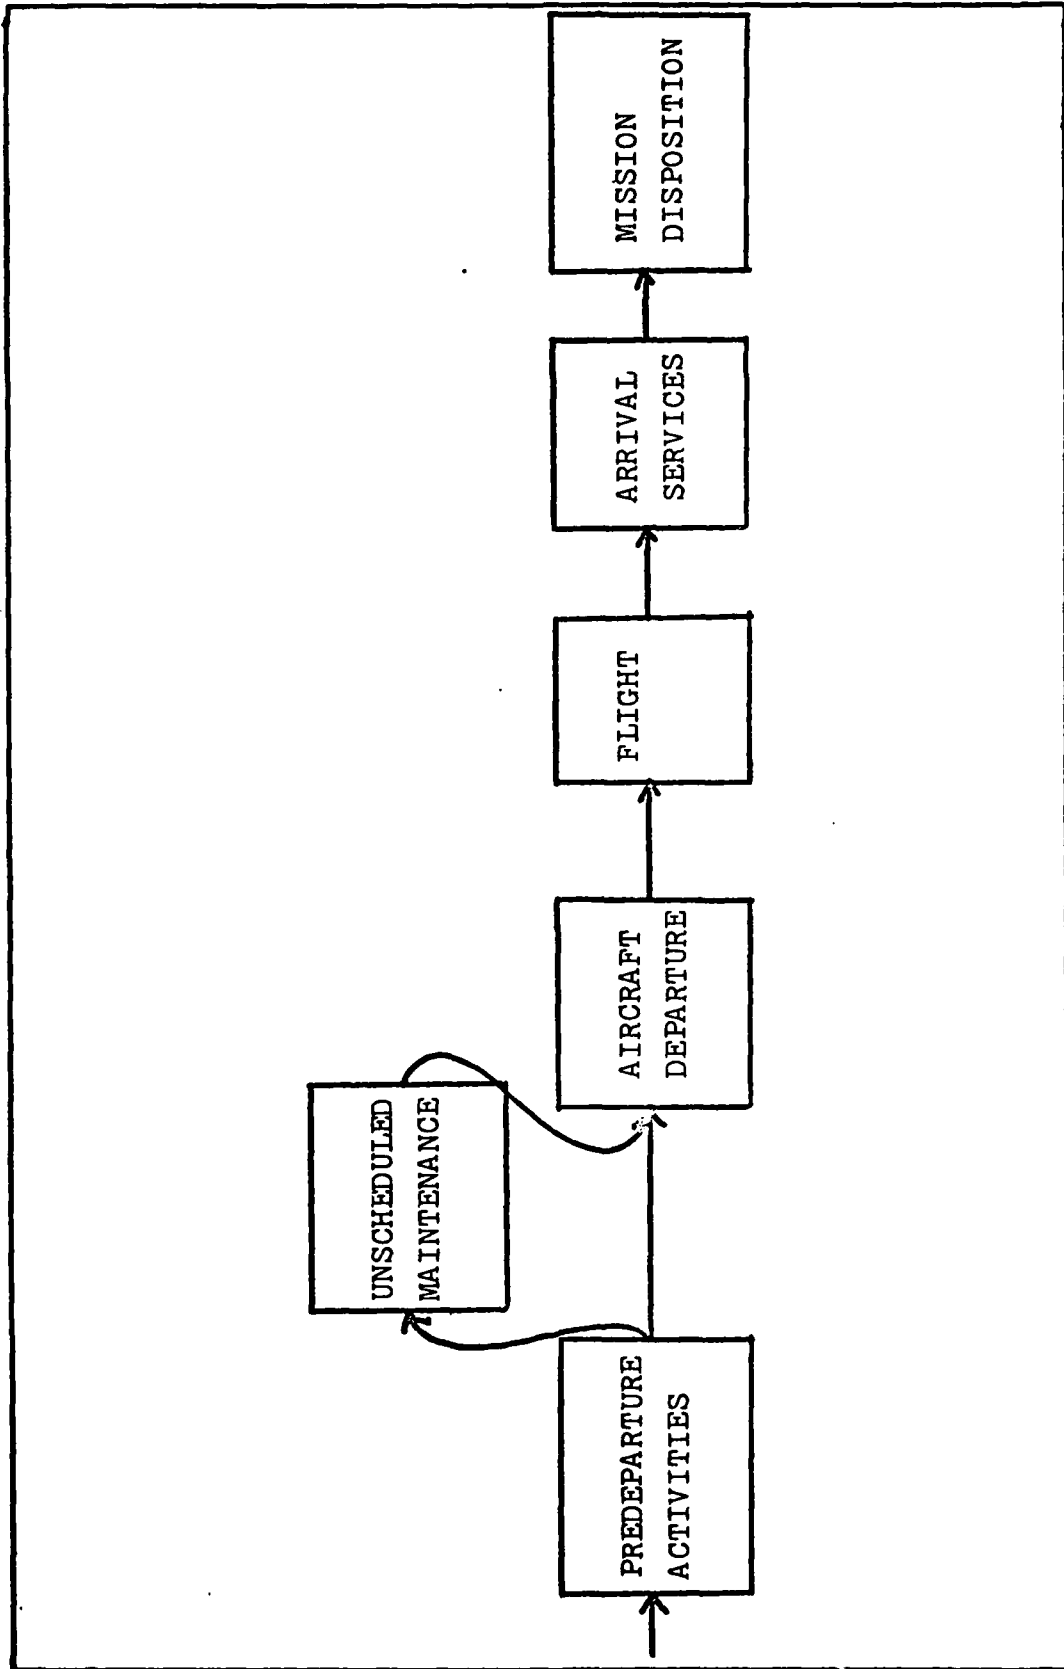 UNSCHEDULED
MAINTENANCE
PREDEPARTURE
ACTIVITIES
AIRCRAFT
DEPARTURE
FLIGHT
ARRIVAL
SERVICES
MISSION
DISPOSITION